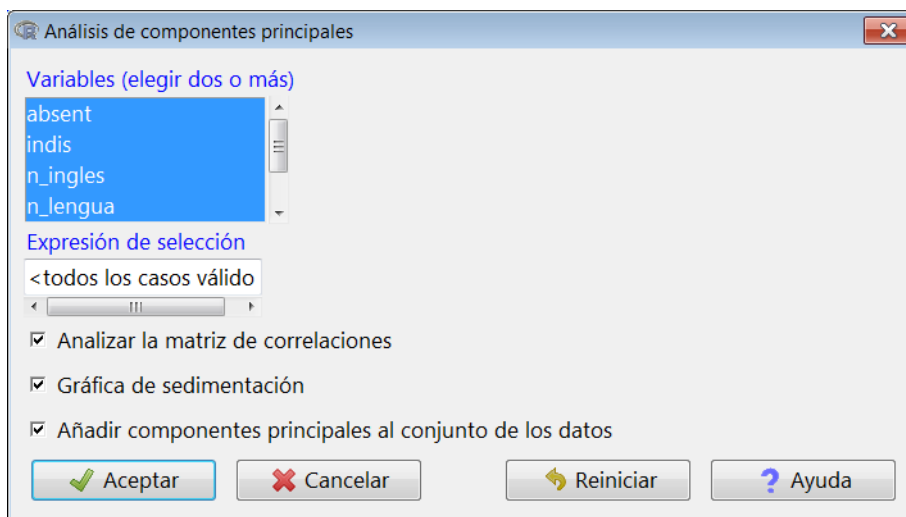 Análisis de componentes principales
Variables (elegir dos o más)
absent
indis
n_ingles
n_lengua
Expresión de selección
<todos los casos válido
Analizar la matriz de correlaciones
Gráfica de sedimentación
Añadir componentes principales al conjunto de los datos
Aceptar Cancelar Reiniciar Ayuda